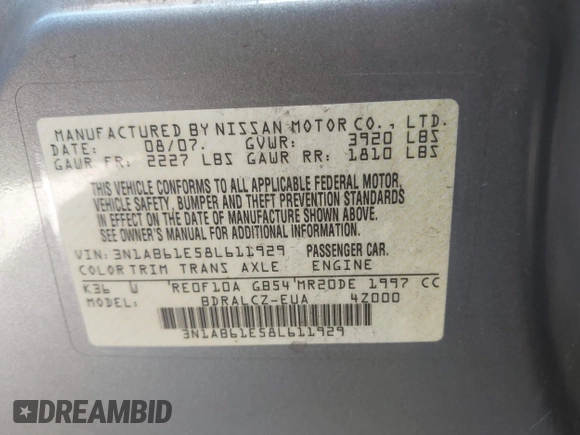 MANUFACTURED BY NISSAN MOTOR CO., LTD.
DATE: 08/07. GVWR: 3920 LBS
GAWR FR: 2227 LBS GAWR RR: 1810 LBS
THIS VEHICLE CONFORMS TO ALL APPLICABLE FEDERAL MOTOR,
VEHICLE SAFETY, BUMPER AND THEFT PREVENTION STANDARDS
IN EFFECT ON THE DATE OF MANUFACTURE SHOWN ABOVE.
SEE OWNER'S MANUAL FOR ADDITIONAL INFORMATION.
VIN: 3N1AB61E58L611929 PASSENGER CAR.
COLOR TRIM TRANS AXLE ENGINE
K36 U 'RE0F10A GB54'MR20DE 1997 CC
MODEL: BDRALCZ-EUA 4Z000
3N1AB61E58L611929
DREAMBID